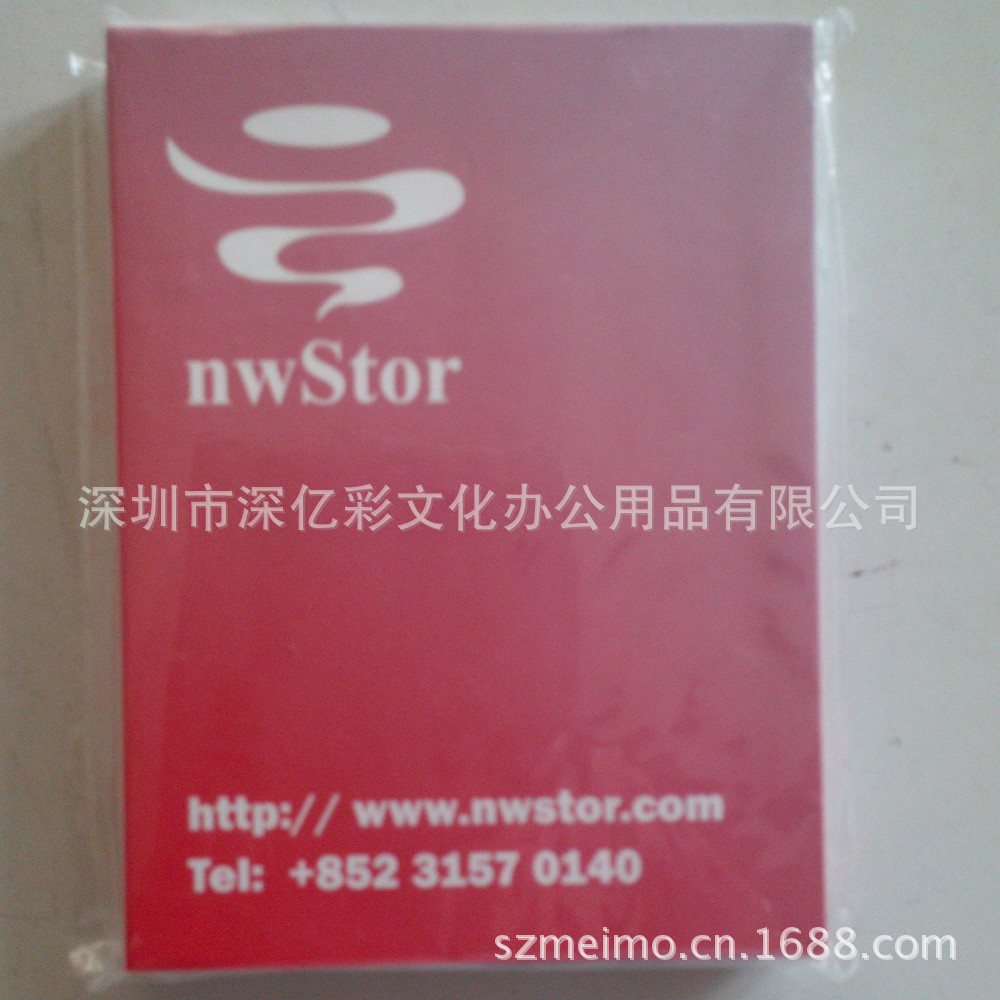 nwStor
深圳市深亿彩文化办公用品有限公司
http:// www.nwstor.com
Tel: +852 3157 0140
szmeimo.cn.1688.com